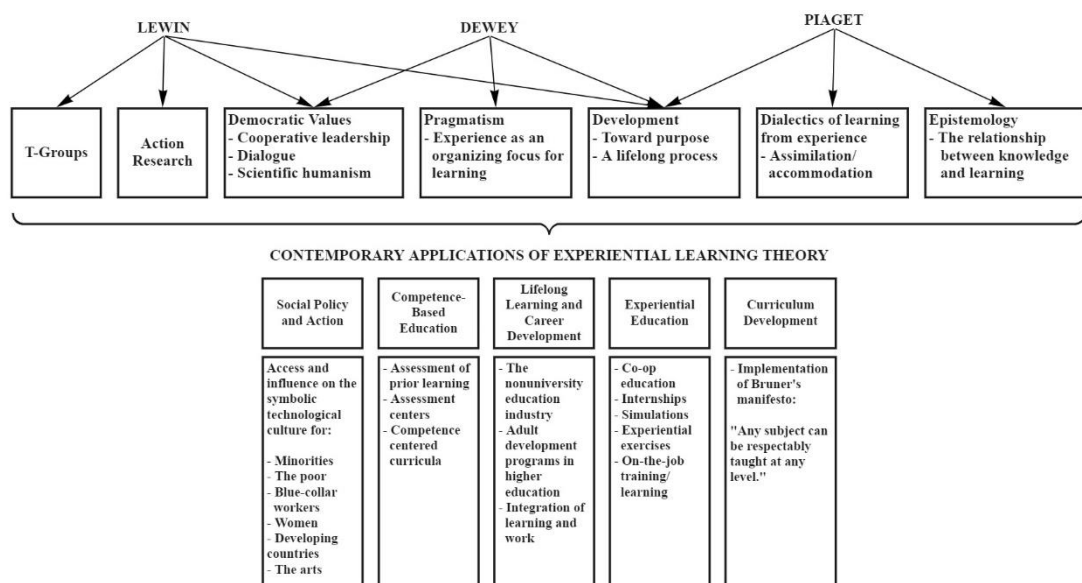 LEWIN
DEWEY
PIAGET
T-Groups
Action
Research
Democratic Values
- Cooperative leadership
- Dialogue
- Scientific humanism
Pragmatism
- Experience as an
organizing focus for
learning
Development
- Toward purpose
- A lifelong process
Dialectics of learning
from experience
- Assimilation/
accommodation
Epistemology
- The relationship
between knowledge
and learning
CONTEMPORARY APPLICATIONS OF EXPERIENTIAL LEARNING THEORY
Social Policy
and Action
Competence-
Based
Education
Lifelong
Learning and
Career
Development
Experiential
Education
Curriculum
Development
Access and
influence on the
symbolic
technological
culture for:
- Minorities
- The poor
- Blue-collar
workers
- Women
- Developing
countries
- The arts
- Assessment of
prior learning
- Assessment
centers
- Competence
centered
curricula
- The
nonuniversity
education
industry
- Adult
development
programs in
higher
education
- Integration of
learning and
work
- Co-op
education
- Internships
- Simulations
- Experiential
exercises
- On-the-job
training/
learning
- Implementation
of Bruner's
manifesto:
"Any subject can
be respectably
taught at any
level."